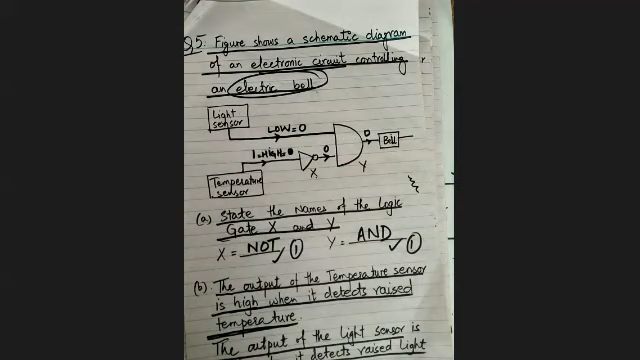 Q5. Figure shows a schematic diagram
of an electronic circuit controlling
an electric bell
Light
sensor
LOW=0
0
Bell
1=HIGH=0
0
X
Y
Temperature
sensor
(a) State the Names of the Logic
Gate X and Y
X = NOT ✓ ① Y = AND ✓ ①
(b). The output of the Temperature sensor
is high when it detects raised
temperature.
The output of the Light sensor is
it detects raised Light